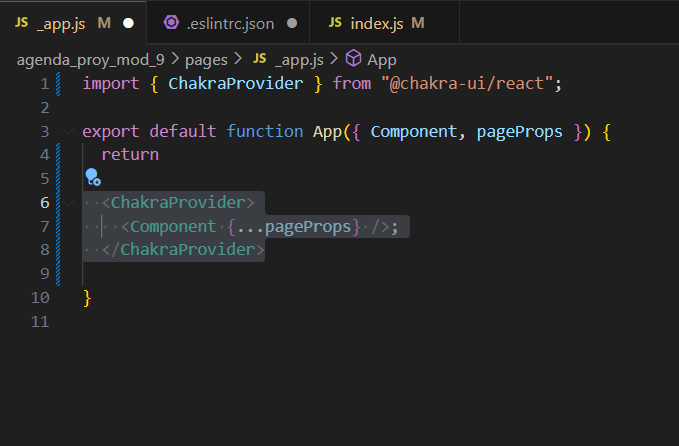 JS _app.js M
.eslintrc.json
JS index.js M
agenda_proy_mod_9 > pages > JS _app.js > App
1 import { ChakraProvider } from "@chakra-ui/react";
2
3 export default function App({ Component, pageProps }) {
4 return
5
6 <ChakraProvider>
7 <Component {...pageProps} />;
8 </ChakraProvider>
9
10 }
11